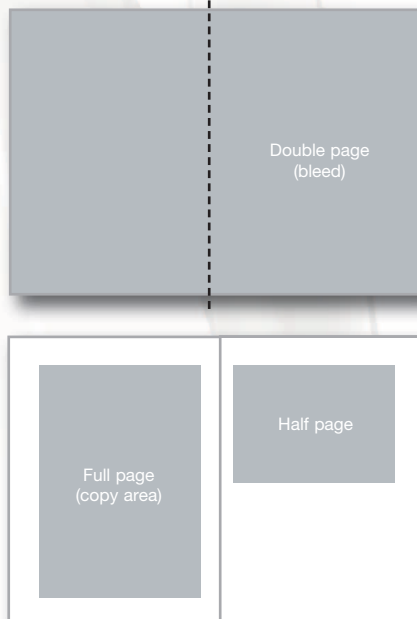 Double page
(bleed)
Full page
(copy area)
Half page